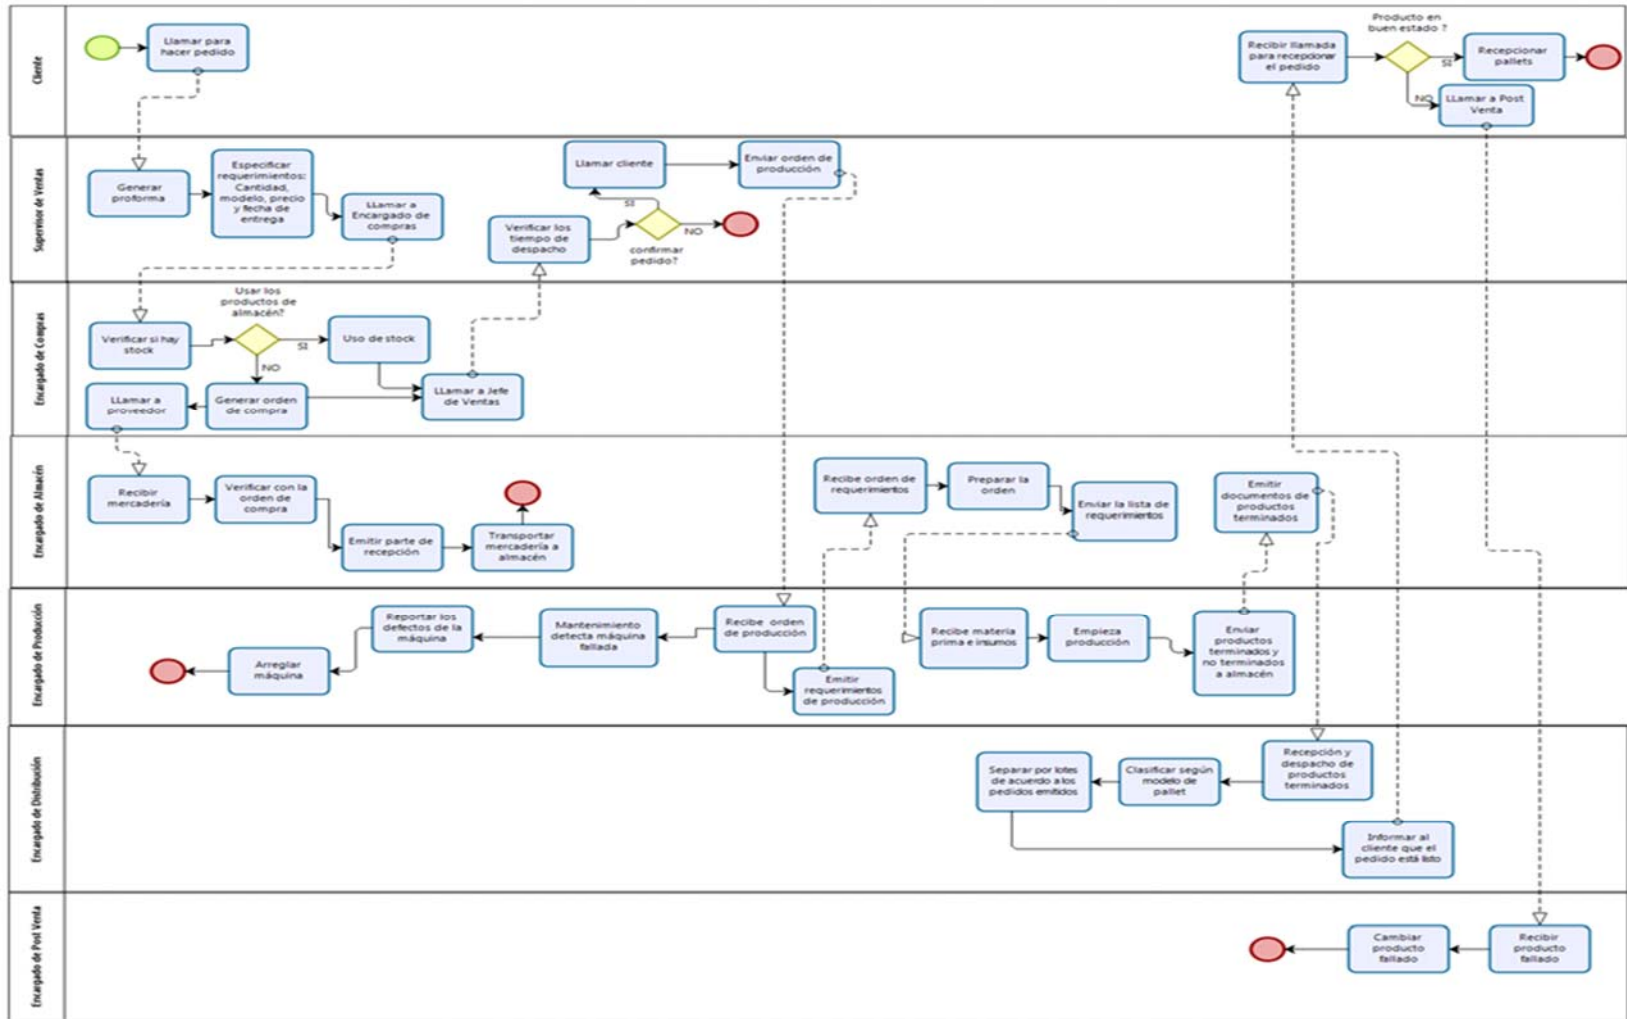 Cliente
Llamar para
hacer pedido
Recibir llamada
para recepcionar
el pedido
Producto en
buen estado ?
SI
NO
Recepcionar
pallets
LLamar a Post
Venta
Supervisor de Ventas
Generar
proforma
Especificar
requerimientos:
Cantidad,
modelo, precio
y fecha de
entrega
LLamar a
Encargado de
compras
Verificar los
tiempo de
despacho
SI
NO
confirmar
pedido?
Llamar cliente
Enviar orden de
producción
Encargado de Compras
Verificar si hay
stock
Usar los
productos de
almacén?
SI
NO
Uso de stock
LLamar a
proveedor
Generar orden
de compra
LLamar a Jefe
de Ventas
Encargado de Almacén
Recibir
mercadería
Verificar con la
orden de
compra
Emitir parte de
recepción
Transportar
mercadería a
almacén
Recibe orden de
requerimientos
Preparar la
orden
Enviar la lista de
requerimientos
Emitir
documentos de
productos
terminados
Encargado de Producción
Arreglar
máquina
Reportar los
defectos de la
máquina
Mantenimiento
detecta máquina
fallada
Recibe orden
de producción
Emitir
requerimientos
de producción
Recibe matería
prima e insumos
Empieza
producción
Enviar
productos
terminados y
no terminados
a almacén
Encargado de Distribución
Separar por lotes
de acuerdo a los
pedidos emitidos
Clasificar según
modelo de
pallet
Recepción y
despacho de
productos
terminados
Informar al
cliente que el
pedido está listo
Encargado de Post Venta
Cambiar
producto
fallado
Recibir
producto
fallado